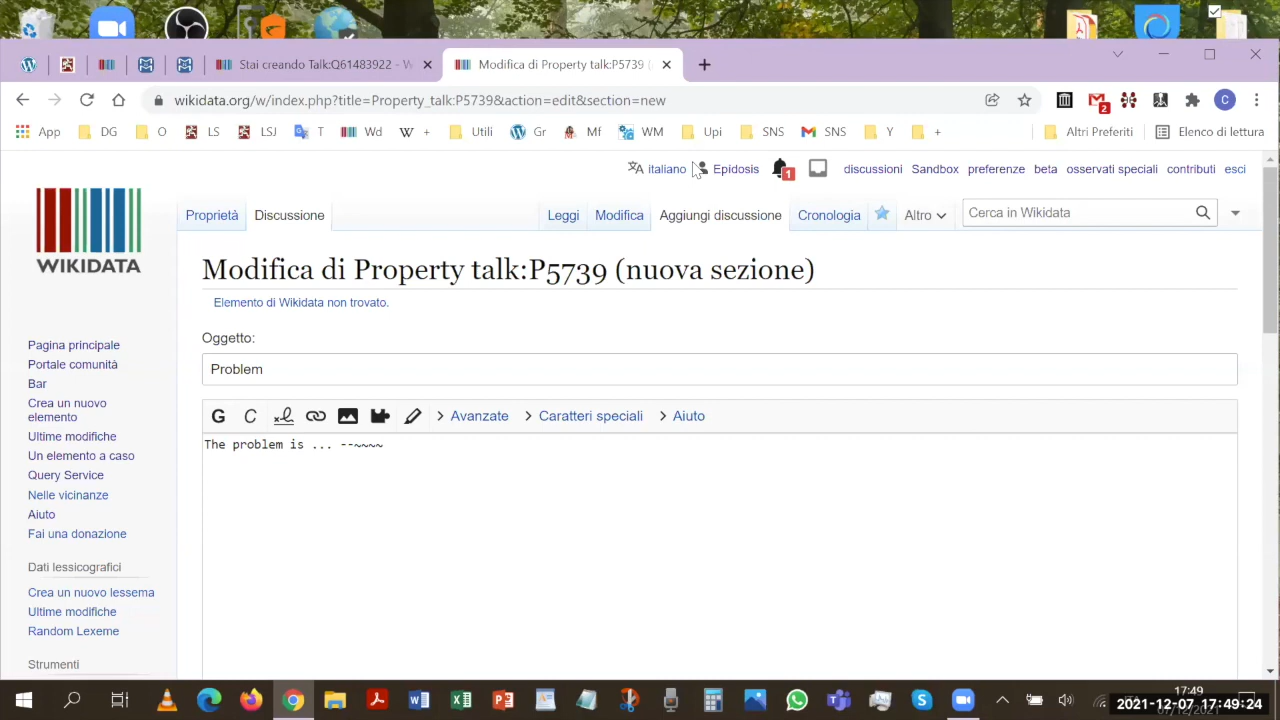 Stai creando Talk:Q61483922 - W
Modifica di Property talk:P5739 (
wikidata.org/w/index.php?title=Property_talk:P5739&action=edit&section=new
2
C
App DG O LS LSJ T Wd + Utili Gr Mf WM Upi SNS SNS Y + Altri Preferiti Elenco di lettura
italiano Epidosis 1 discussioni Sandbox preferenze beta osservati speciali contributi esci
Proprietà Discussione Leggi Modifica Aggiungi discussione Cronologia Altro Cerca in Wikidata
WIKIDATA
Modifica di Property talk:P5739 (nuova sezione)
Elemento di Wikidata non trovato.
Oggetto:
Problem
G C Avanzate Caratteri speciali Aiuto
The problem is ... --~~~~
Pagina principale
Portale comunità
Bar
Crea un nuovo
elemento
Ultime modifiche
Un elemento a caso
Query Service
Nelle vicinanze
Aiuto
Fai una donazione
Dati lessicografici
Crea un nuovo lessema
Ultime modifiche
Random Lexeme
Strumenti
17:49
2021-12-07 17:49:24